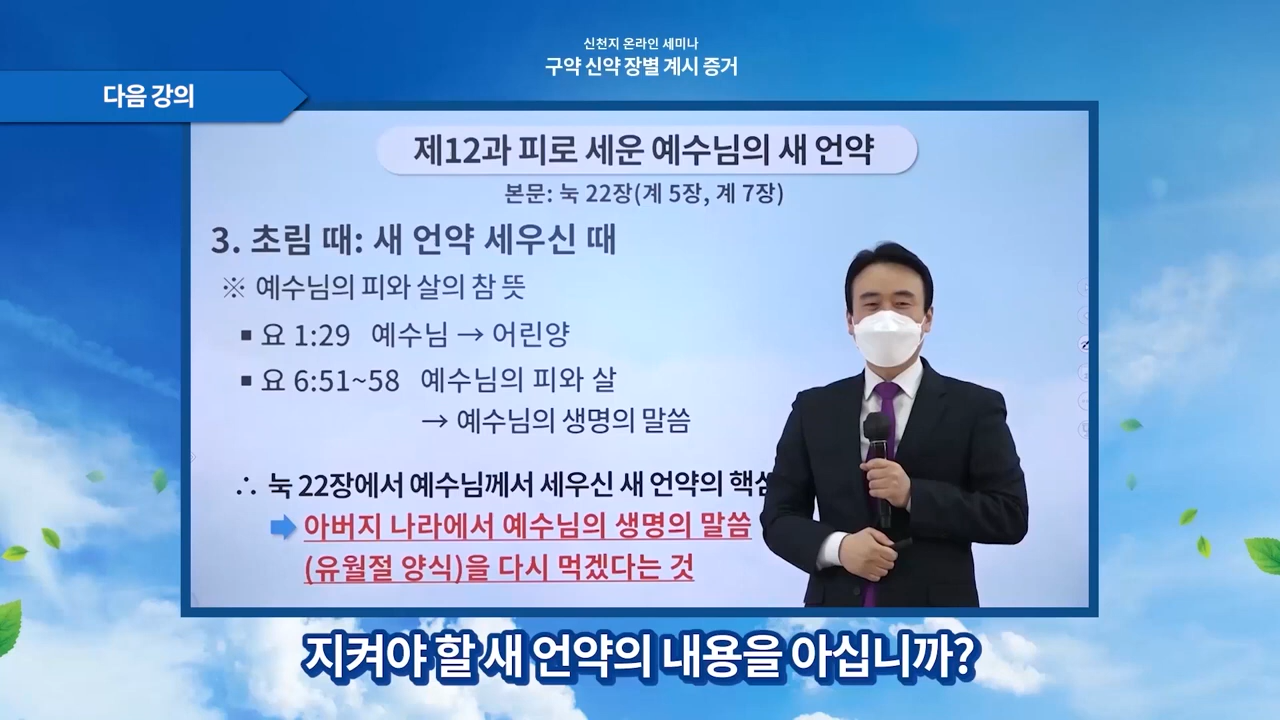 신천지 온라인 세미나
구약 신약 장별 계시 증거
다음 강의
제12과 피로 세운 예수님의 새 언약
본문: 눅 22장(계 5장, 계 7장)
3. 초림 때: 새 언약 세우신 때
※ 예수님의 피와 살의 참 뜻
▪ 요 1:29 예수님 → 어린양
▪ 요 6:51~58 예수님의 피와 살
→ 예수님의 생명의 말씀
∴ 눅 22장에서 예수님께서 세우신 새 언약의
아버지 나라에서 예수님의 생명의 말씀
(유월절 양식)을 다시 먹겠다는 것
지켜야 할 새 언약의 내용을 아십니까?